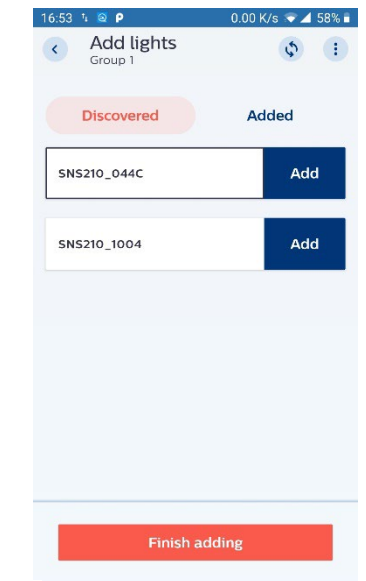 16:53 0.00 K/s 58%
Add lights
Group 1
Discovered Added
SNS210_044C Add
SNS210_1004 Add
Finish adding